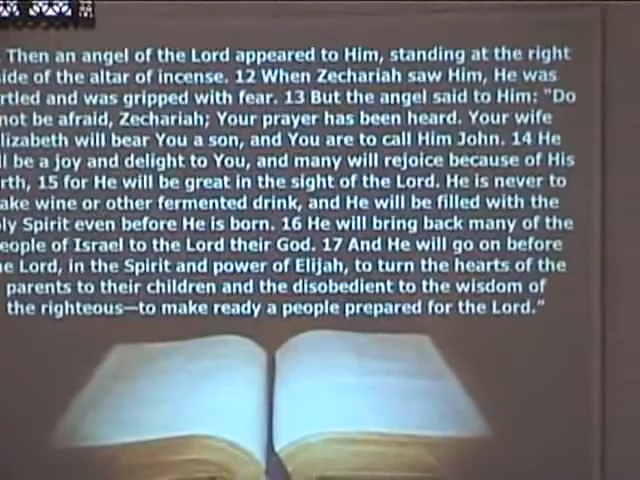 Then an angel of the Lord appeared to Him, standing at the right
ide of the altar of incense. 12 When Zechariah saw Him, He was
rtled and was gripped with fear. 13 But the angel said to Him: "Do
not be afraid, Zechariah; Your prayer has been heard. Your wife
lizabeth will bear You a son, and You are to call Him John. 14 He
ll be a joy and delight to You, and many will rejoice because of His
rth, 15 for He will be great in the sight of the Lord. He is never to
ake wine or other fermented drink, and He will be filled with the
ly Spirit even before He is born. 16 He will bring back many of the
eople of Israel to the Lord their God. 17 And He will go on before
e Lord, in the Spirit and power of Elijah, to turn the hearts of the
parents to their children and the disobedient to the wisdom of
the righteous—to make ready a people prepared for the Lord."